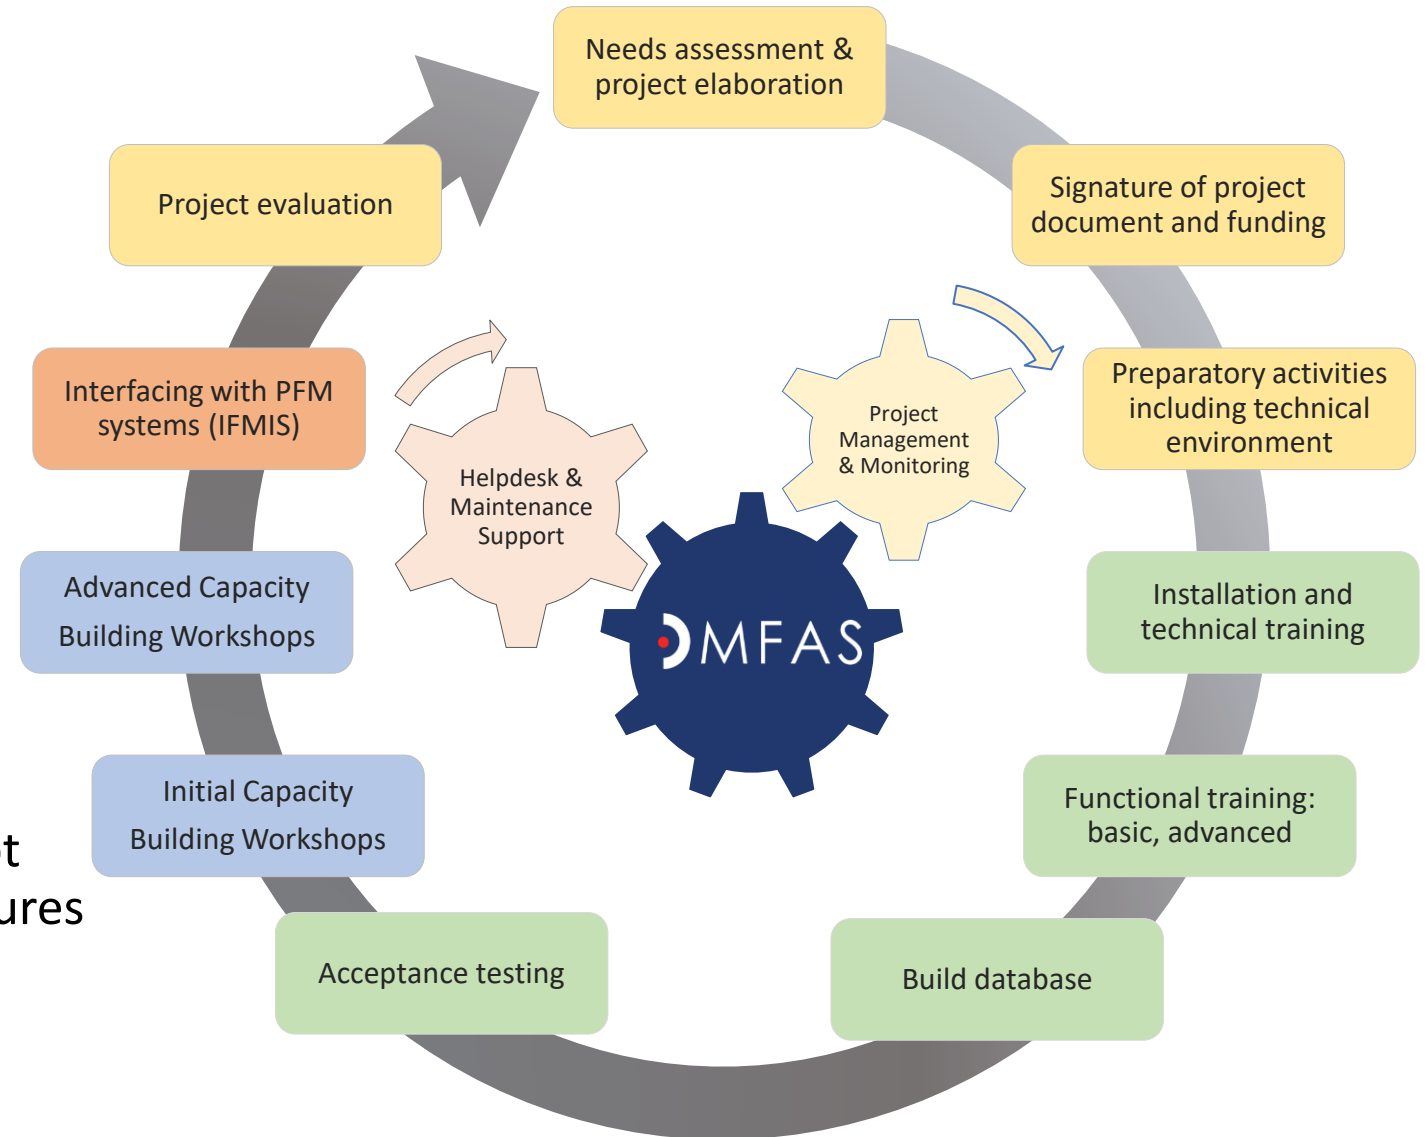 Needs assessment &
project elaboration
Signature of project
document and funding
Preparatory activities
including technical
environment
Installation and
technical training
Functional training:
basic, advanced
Build database
Acceptance testing
Initial Capacity
Building Workshops
Advanced Capacity
Building Workshops
Interfacing with PFM
systems (IFMIS)
Project evaluation
Helpdesk &
Maintenance
Support
Project
Management
& Monitoring
DMFAS